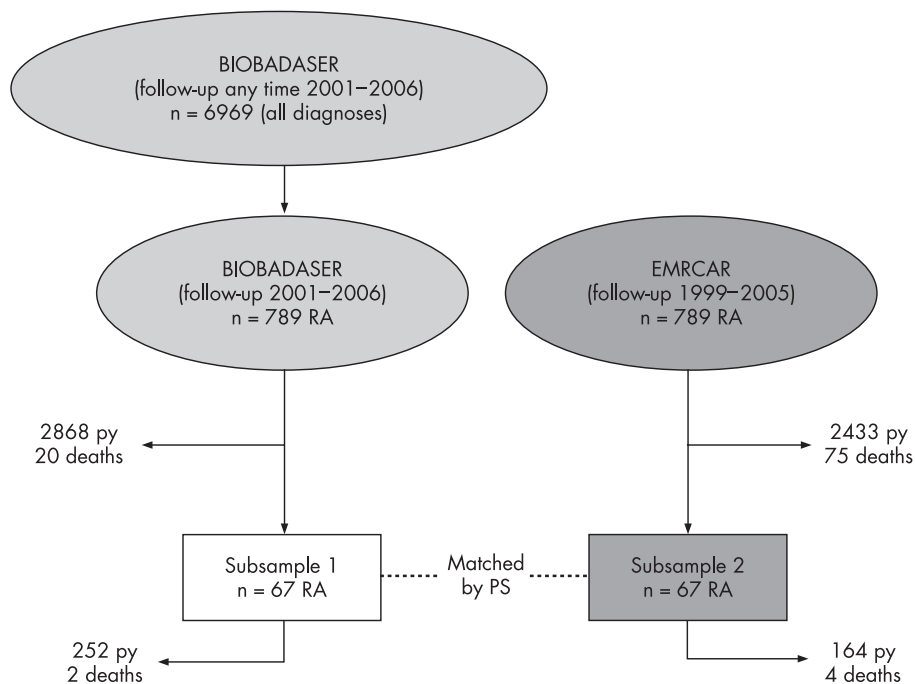 BIOBADASER
(follow-up any time 2001–2006)
n = 6969 (all diagnoses)
BIOBADASER
(follow-up 2001–2006)
n = 789 RA
EMRCAR
(follow-up 1999–2005)
n = 789 RA
2868 py
20 deaths
2433 py
75 deaths
Subsample 1
n = 67 RA
Matched
by PS
Subsample 2
n = 67 RA
252 py
2 deaths
164 py
4 deaths